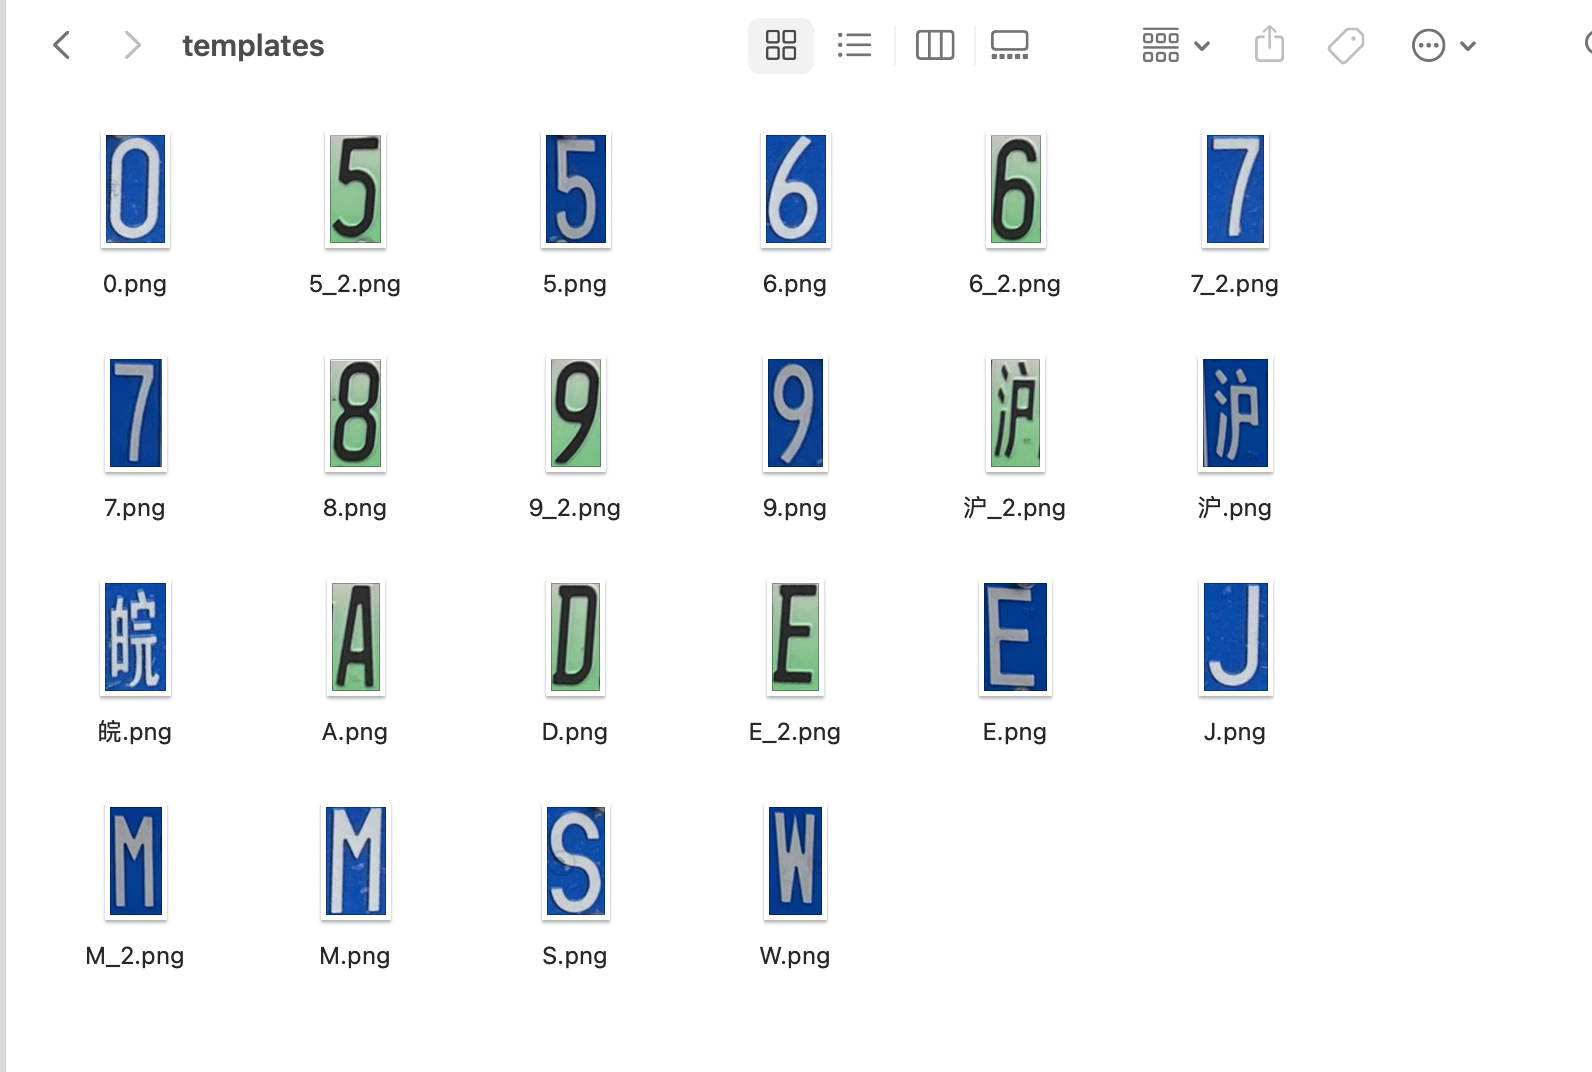 templates
0 5 5 6 6 7
0.png 5_2.png 5.png 6.png 6_2.png 7_2.png
7 8 9 9 沪 沪
7.png 8.png 9_2.png 9.png 沪_2.png 沪.png
皖 A D E E J
皖.png A.png D.png E_2.png E.png J.png
M M S W
M_2.png M.png S.png W.png